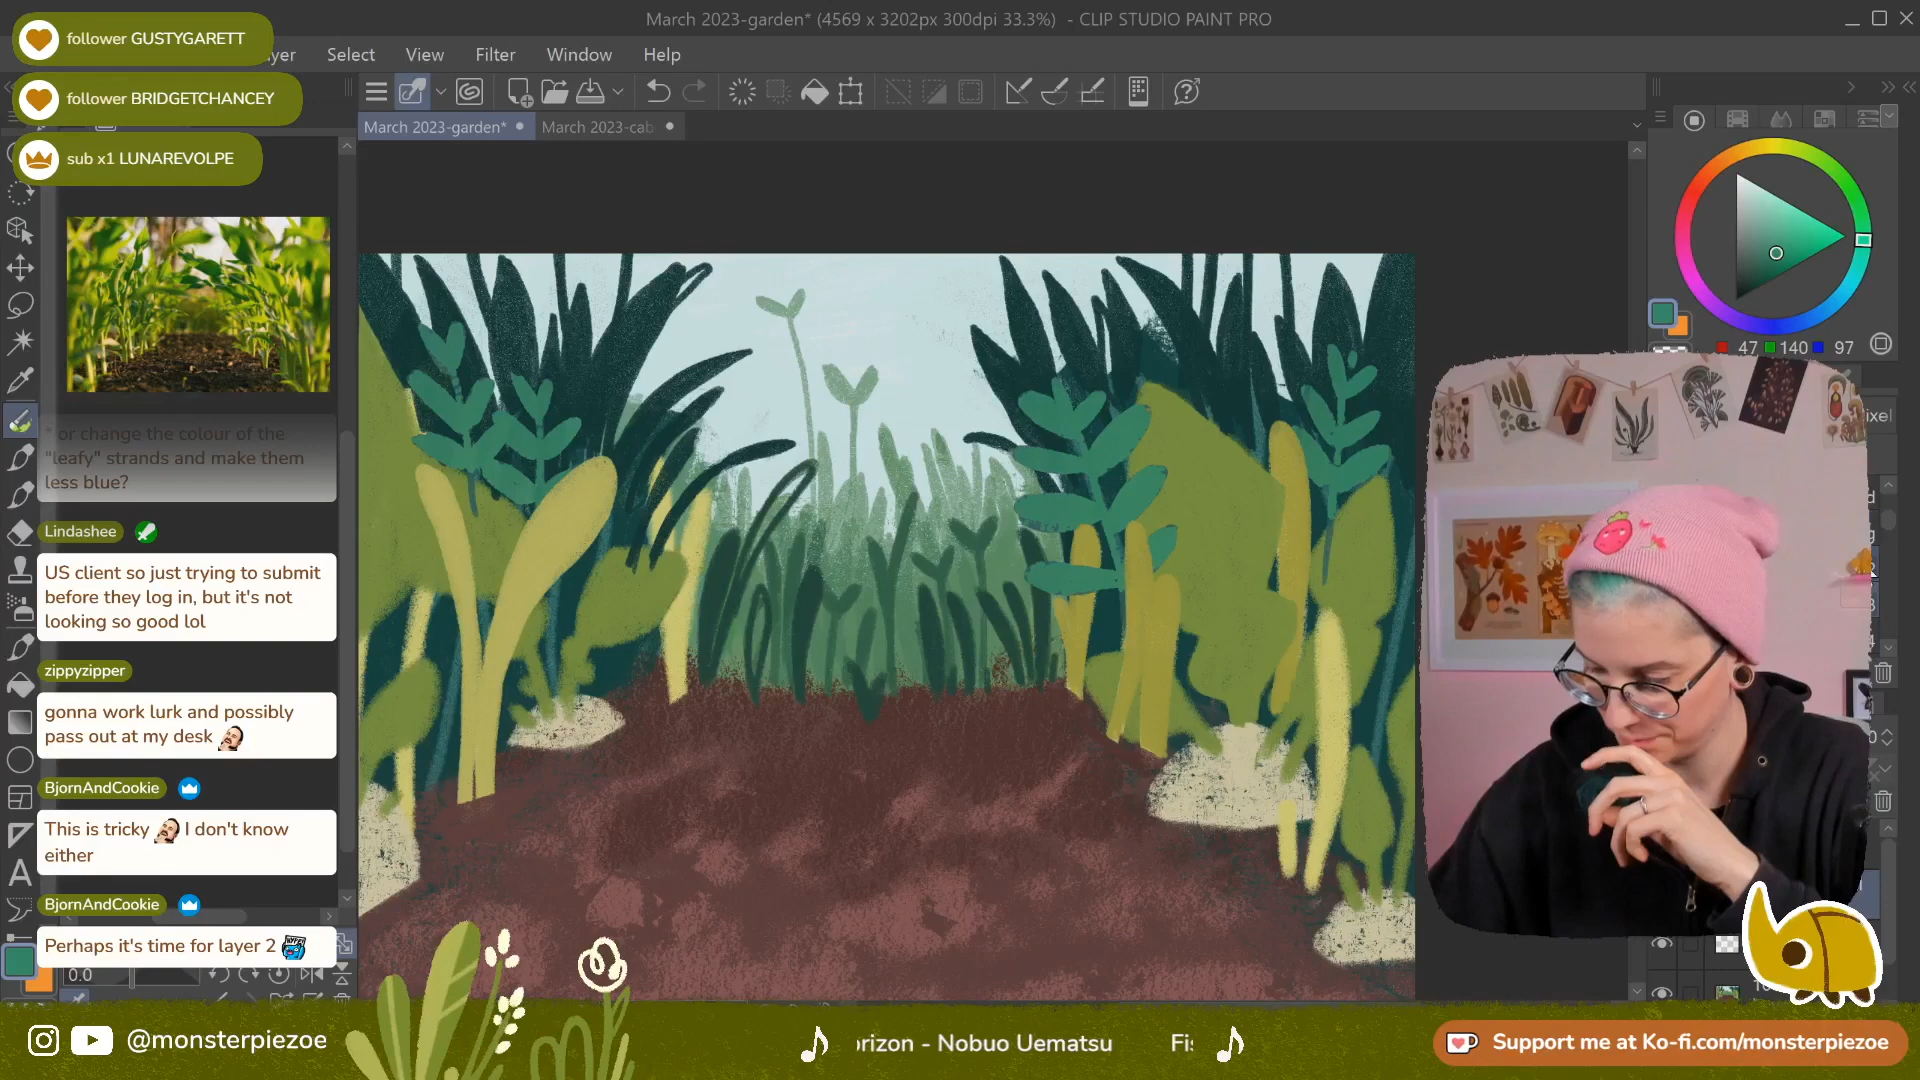 March 2023-garden* (4569 x 3202px 300dpi 33.3%) - CLIP STUDIO PAINT PRO
follower GUSTYGARETT
yer Select View Filter Window Help
follower BRIDGETCHANCEY
March 2023-garden* March 2023-cab
sub x1 LUNAREVOLPE
47 140 97
ixel
* or change the colour of the
"leafy" strands and make them
less blue?
Lindashee
US client so just trying to submit
before they log in, but it's not
looking so good lol
zippyzipper
gonna work lurk and possibly
pass out at my desk
BjornAndCookie
This is tricky I don't know
either
BjornAndCookie
Perhaps it's time for layer 2
0.0
@monsterpiezoe
rizon - Nobuo Uematsu Fi
Support me at Ko-fi.com/monsterpiezoe